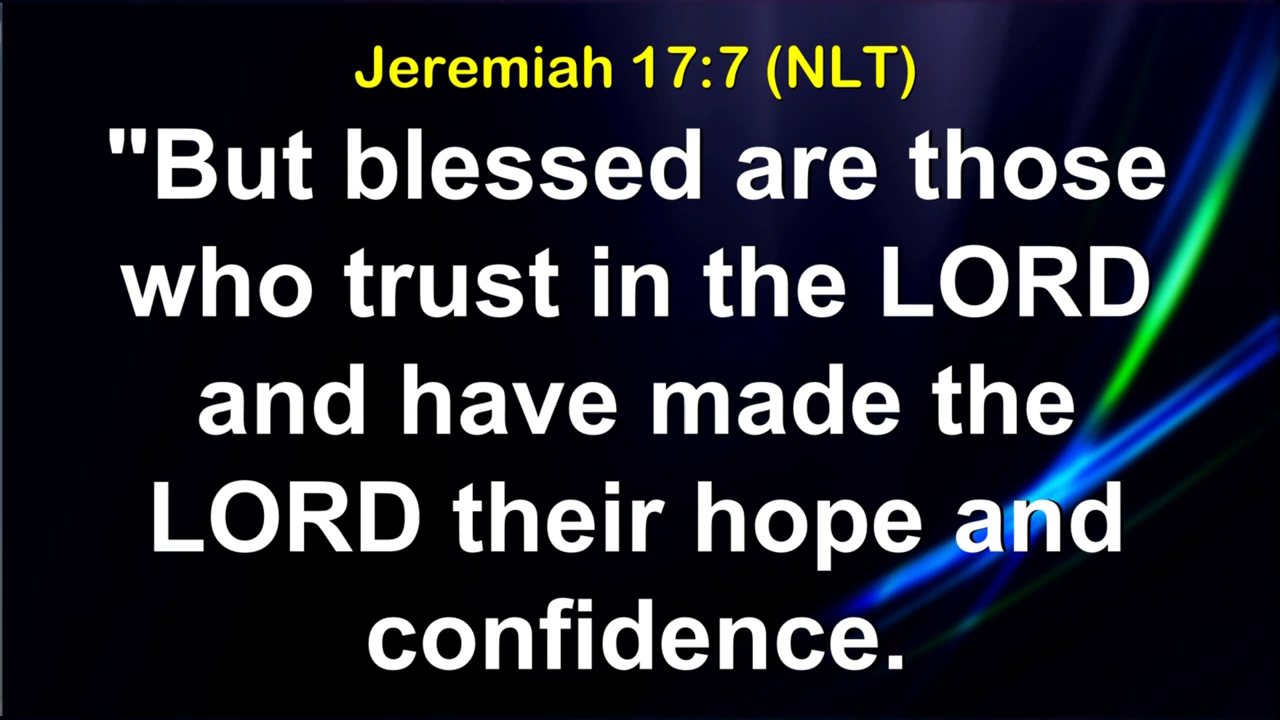 Jeremiah 17:7 (NLT)
"But blessed are those
who trust in the LORD
and have made the
LORD their hope and
confidence.